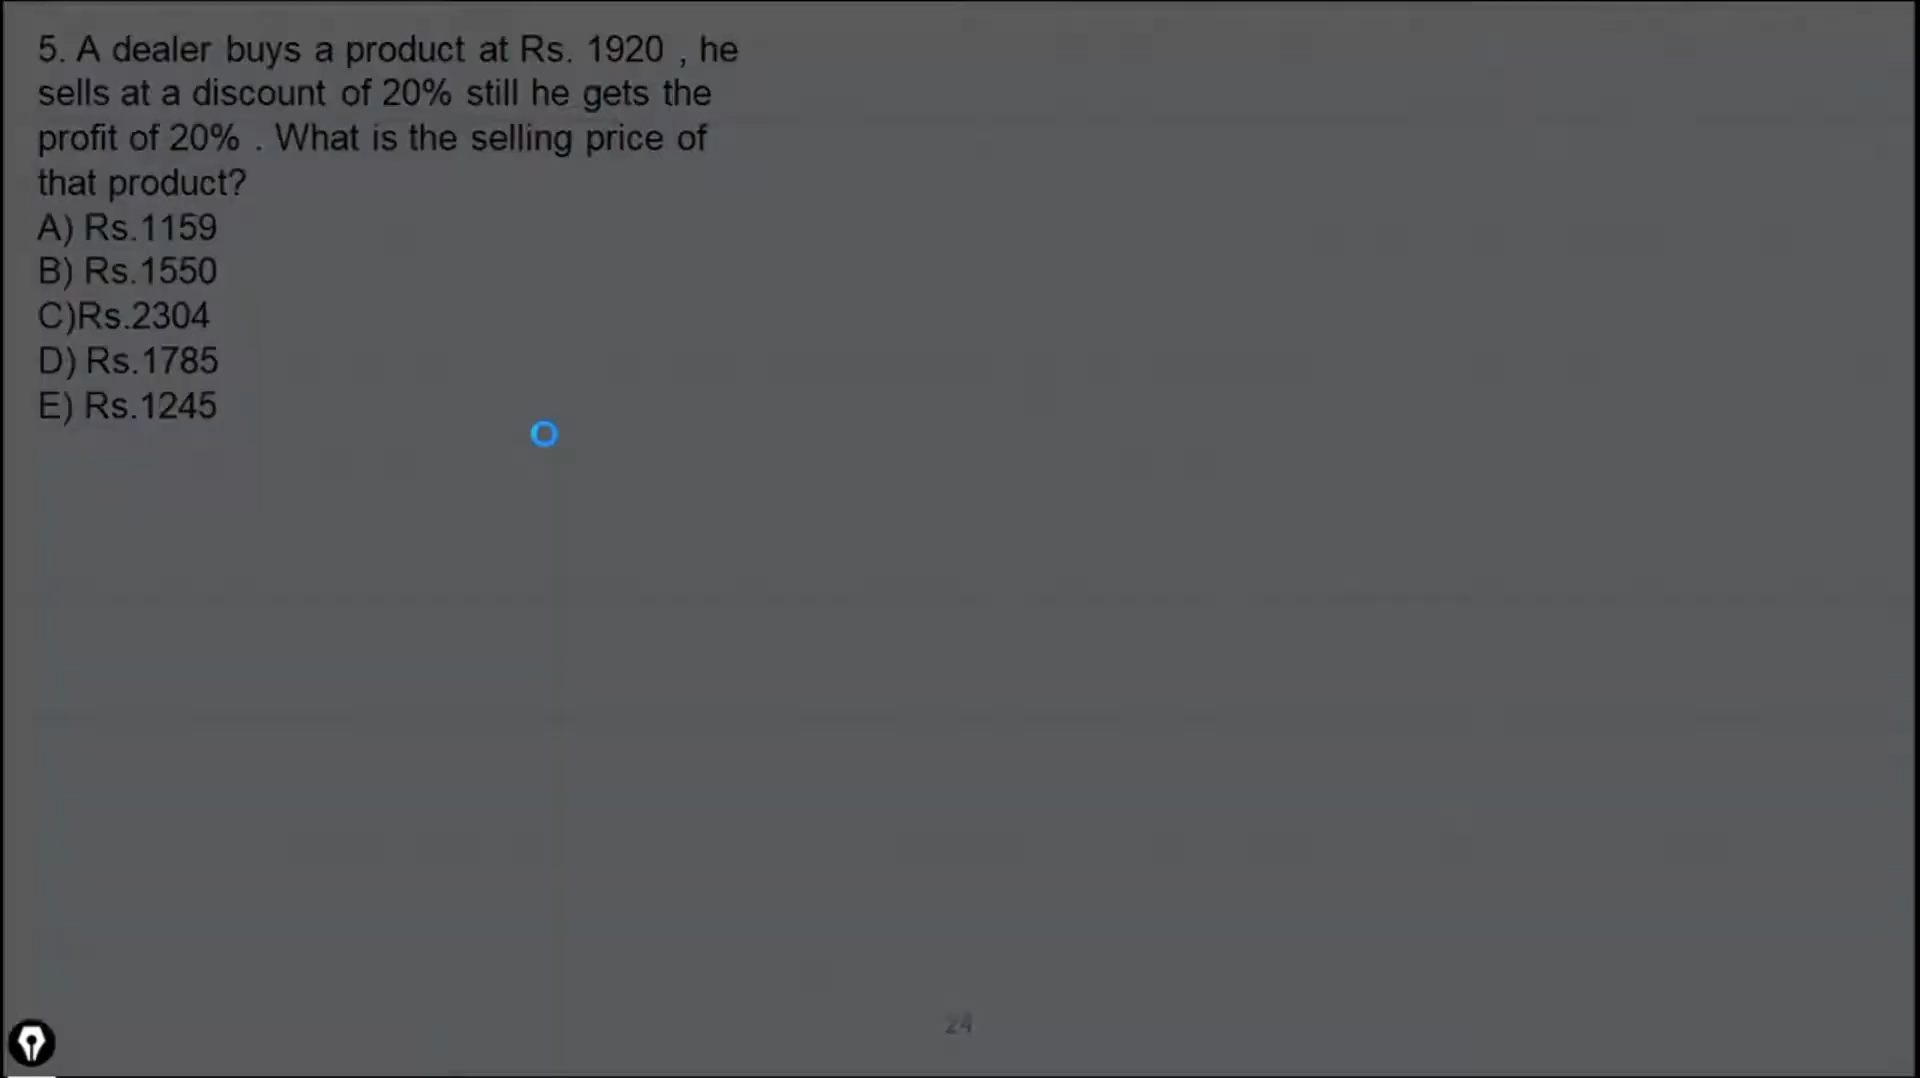 5. A dealer buys a product at Rs. 1920 , he
sells at a discount of 20% still he gets the
profit of 20% . What is the selling price of
that product?
A) Rs.1159
B) Rs.1550
C)Rs.2304
D) Rs.1785
E) Rs.1245
24